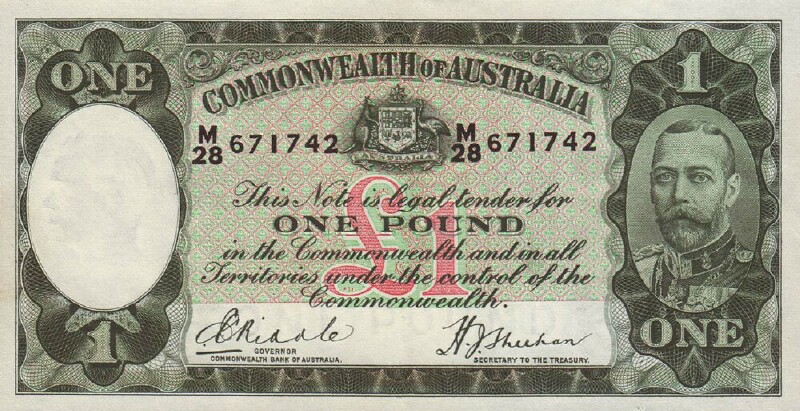 ONE
1
COMMONWEALTH OF AUSTRALIA
M/28 671742
M/28 671742
AUSTRALIA
This Note is legal tender for
£1
ONE POUND
in the Commonwealth and in all
Territories under the control of the
Commonwealth.
E C Riddle
H. J. Sheehan
GOVERNOR
COMMONWEALTH BANK OF AUSTRALIA.
SECRETARY TO THE TREASURY.
1
ONE